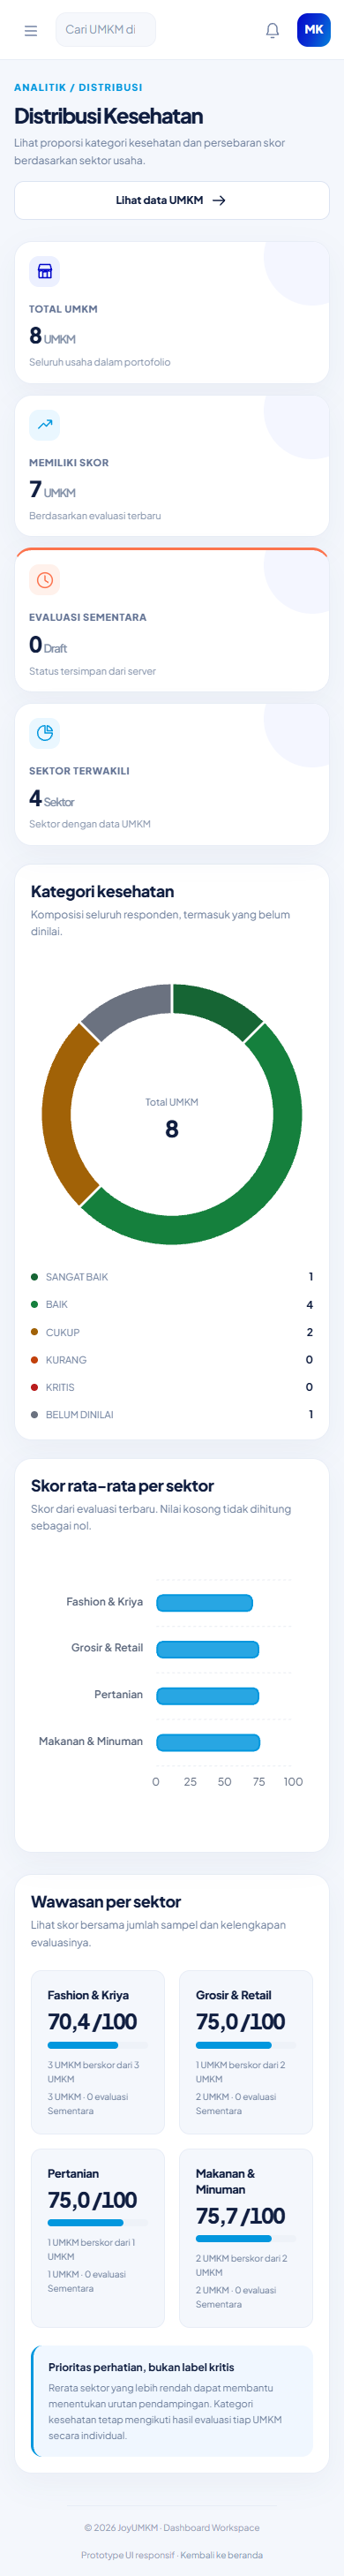 Cari UMKM di
MK
ANALITIK / DISTRIBUSI
Distribusi Kesehatan
Lihat proporsi kategori kesehatan dan persebaran skor
berdasarkan sektor usaha.
Lihat data UMKM →
TOTAL UMKM
8 UMKM
Seluruh usaha dalam portofolio
MEMILIKI SKOR
7 UMKM
Berdasarkan evaluasi terbaru
EVALUASI SEMENTARA
0 Draft
Status tersimpan dari server
SEKTOR TERWAKILI
4 Sektor
Sektor dengan data UMKM
Kategori kesehatan
Komposisi seluruh responden, termasuk yang belum
dinilai.
Total UMKM
8
SANGAT BAIK 1
BAIK 4
CUKUP 2
KURANG 0
KRITIS 0
BELUM DINILAI 1
Skor rata-rata per sektor
Skor dari evaluasi terbaru. Nilai kosong tidak dihitung
sebagai nol.
Fashion & Kriya
Grosir & Retail
Pertanian
Makanan & Minuman
0 25 50 75 100
Wawasan per sektor
Lihat skor bersama jumlah sampel dan kelengkapan
evaluasinya.
Fashion & Kriya
70,4 /100
3 UMKM berskor dari 3
UMKM
3 UMKM · 0 evaluasi
Sementara
Grosir & Retail
75,0 /100
1 UMKM berskor dari 2
UMKM
2 UMKM · 0 evaluasi
Sementara
Pertanian
75,0 /100
1 UMKM berskor dari 1
UMKM
1 UMKM · 0 evaluasi
Sementara
Makanan &
Minuman
75,7 /100
2 UMKM berskor dari 2
UMKM
2 UMKM · 0 evaluasi
Sementara
Prioritas perhatian, bukan label kritis
Rerata sektor yang lebih rendah dapat membantu
menentukan urutan pendampingan. Kategori
kesehatan tetap mengikuti hasil evaluasi tiap UMKM
secara individual.
© 2026 JoyUMKM · Dashboard Workspace
Prototype UI responsif · Kembali ke beranda